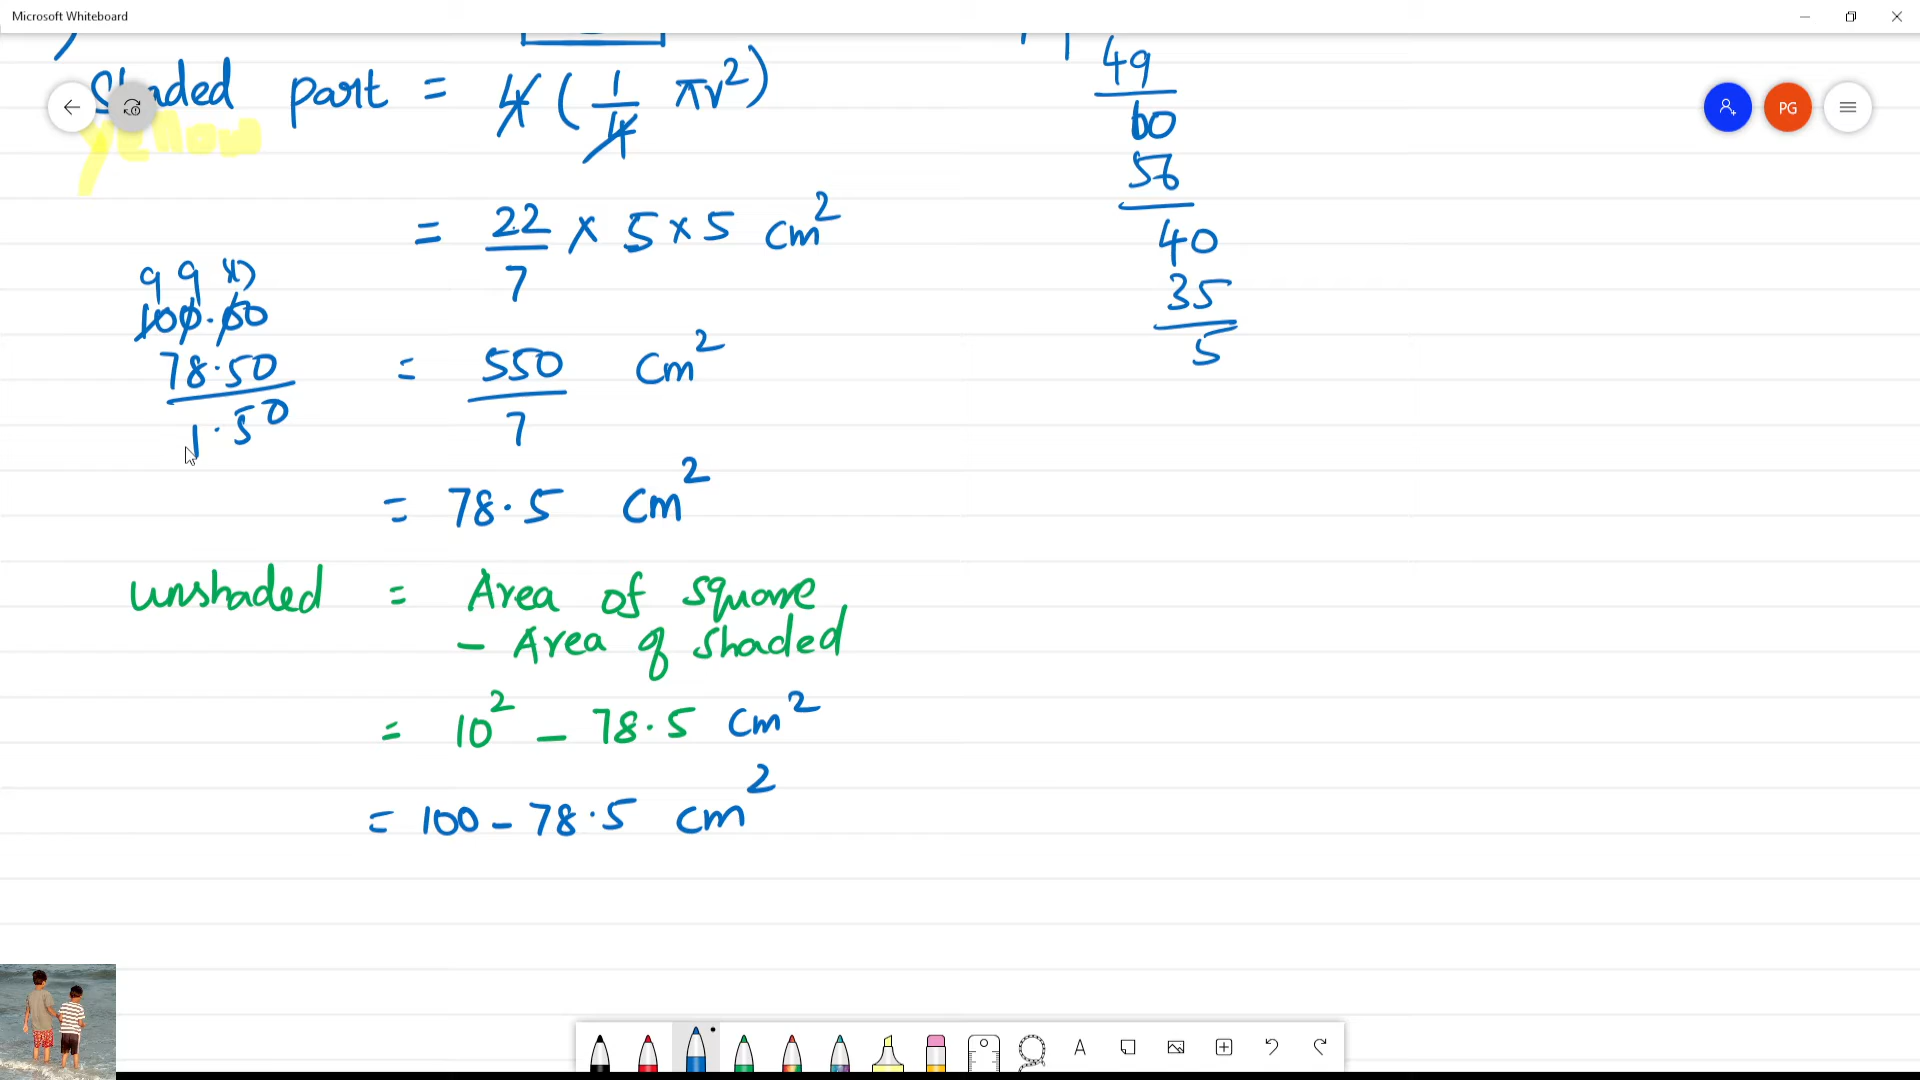 Microsoft Whiteboard
Shaded part = 4 ( 1/4 πr²)
yellow
= 22/7 × 5 × 5 cm²
= 550/7 cm²
= 78.5 cm²
9 9 10
100.00
78.50
1.50
unshaded = Area of square
- Area of shaded
= 10² - 78.5 cm²
= 100 - 78.5 cm²
49
60
56
40
35
5
PG
A